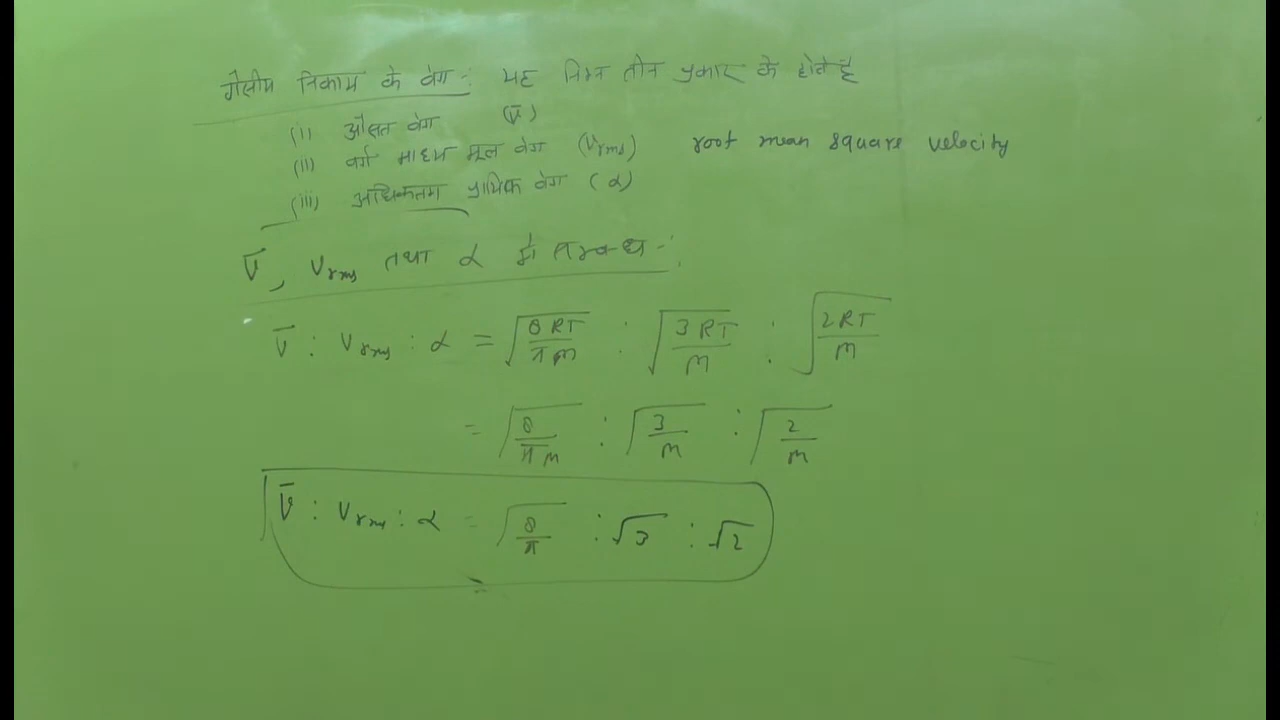 गैसीय निकाय के वेग :- यह निम्न तीन प्रकार के होते है
(i) औसत वेग (v̄)
(ii) वर्ग माध्य मूल वेग (Vrms) root mean square velocity
(iii) अधिकतम प्रायिक वेग (α)
v̄, Vrms तथा α में सम्बन्ध :-
v̄ : Vrms : α = √(8RT/πm) : √(3RT/m) : √(2RT/m)
= √(8/πm) : √(3/m) : √(2/m)
v̄ : Vrms : α = √(8/π) : √3 : √2